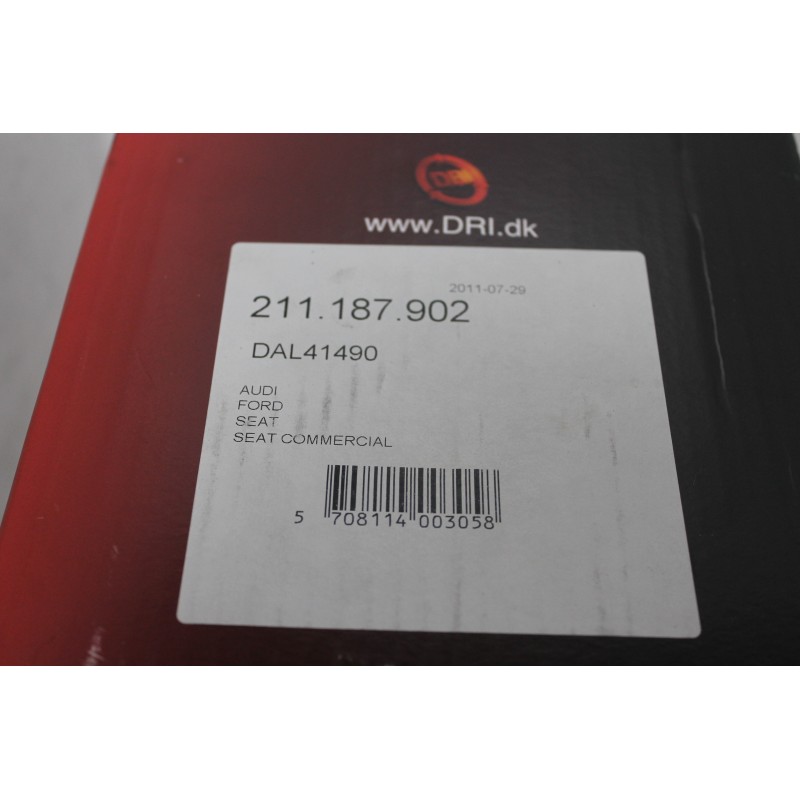 DRI
www.DRI.dk
2011-07-29
211.187.902
DAL41490
AUDI
FORD
SEAT
SEAT COMMERCIAL
5 708114 003058